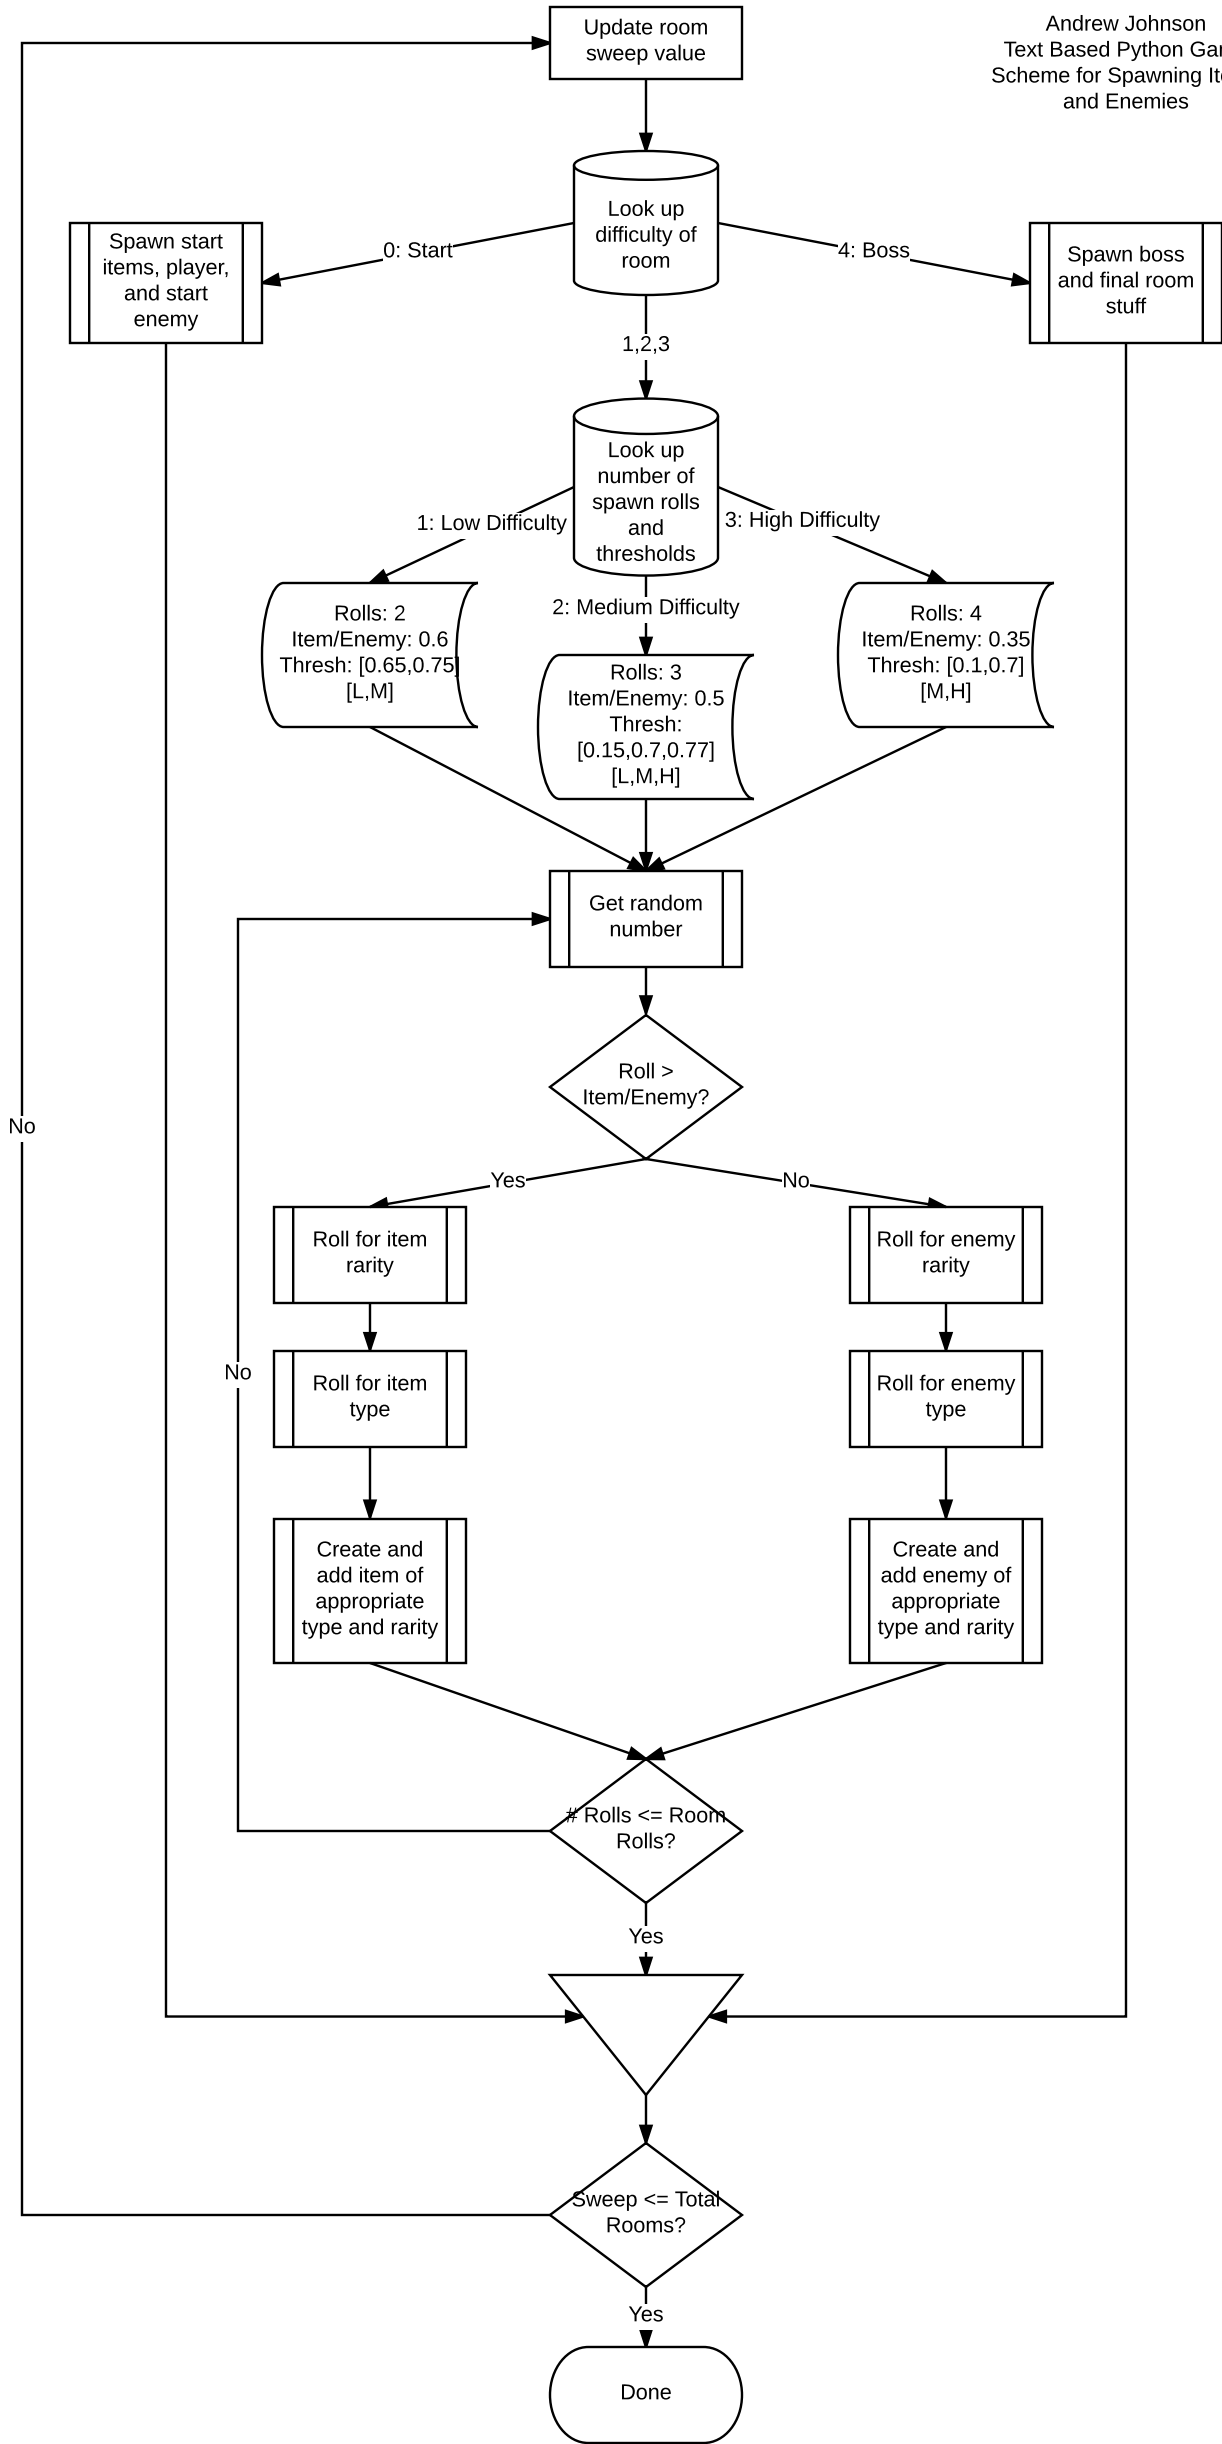 Update room
sweep value
Andrew Johnson
Text Based Python
Scheme for Spawning
and Enemies
Look up
difficulty of
room
0: Start
4: Boss
Spawn start
items, player,
and start
enemy
Spawn boss
and final room
stuff
1,2,3
Look up
number of
spawn rolls
and
thresholds
1: Low Difficulty
3: High Difficulty
2: Medium Difficulty
Rolls: 2
Item/Enemy: 0.6
Thresh: [0.65,0.75]
[L,M]
Rolls: 3
Item/Enemy: 0.5
Thresh:
[0.15,0.7,0.77]
[L,M,H]
Rolls: 4
Item/Enemy: 0.35
Thresh: [0.1,0.7]
[M,H]
Get random
number
Roll >
Item/Enemy?
No
Yes
No
Roll for item
rarity
Roll for enemy
rarity
No
Roll for item
type
Roll for enemy
type
Create and
add item of
appropriate
type and rarity
Create and
add enemy of
appropriate
type and rarity
# Rolls <= Room
Rolls?
Yes
Sweep <= Total
Rooms?
Yes
Done